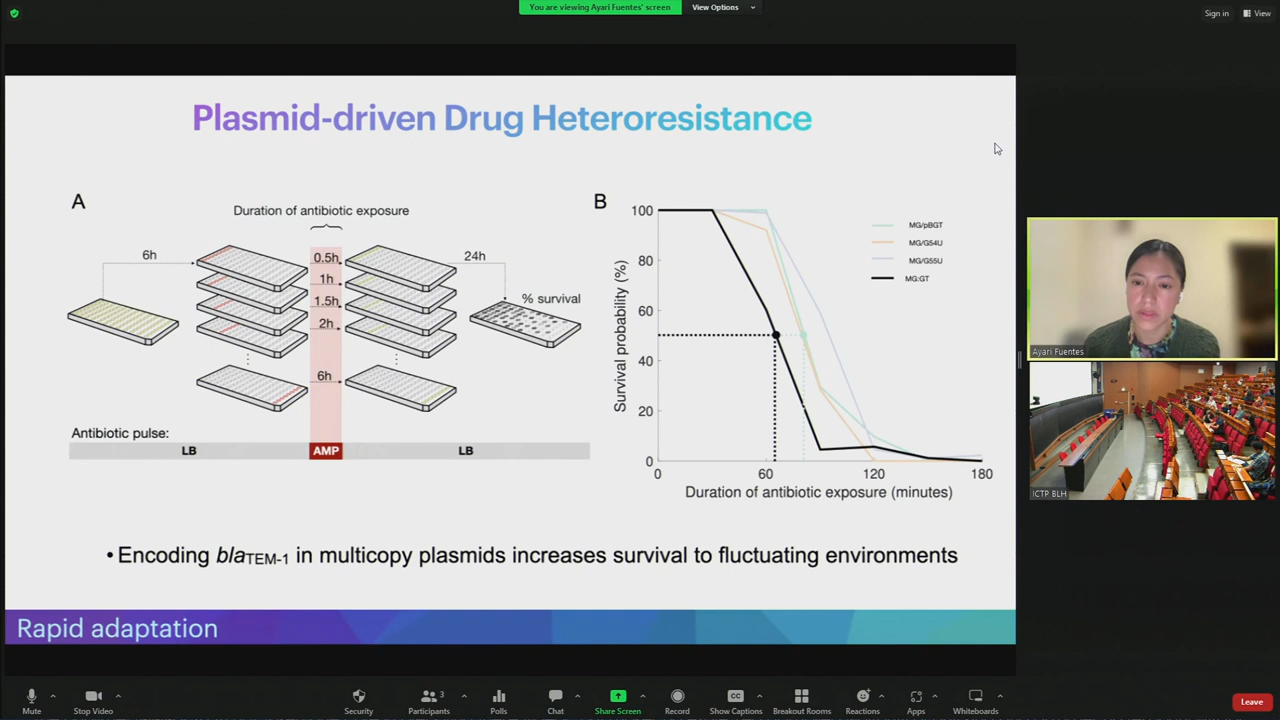 You are viewing Ayari Fuentes' screen
View Options
Sign in
View
Plasmid-driven Drug Heteroresistance
A
Duration of antibiotic exposure
6h
0.5h
24h
1h
1.5h
% survival
2h
6h
Antibiotic pulse:
LB
AMP
LB
B
100
80
60
40
20
0
Survival probability (%)
MG/pBGT
MG/G54U
MG/G55U
MG:GT
0
60
120
180
Duration of antibiotic exposure (minutes)
• Encoding blaTEM-1 in multicopy plasmids increases survival to fluctuating environments
Rapid adaptation
Ayari Fuentes
ICTP BLH
Mute
Stop Video
Security
Participants
3
Polls
Chat
Share Screen
Record
CC
Show Captions
Breakout Rooms
Reactions
Apps
Whiteboards
Leave